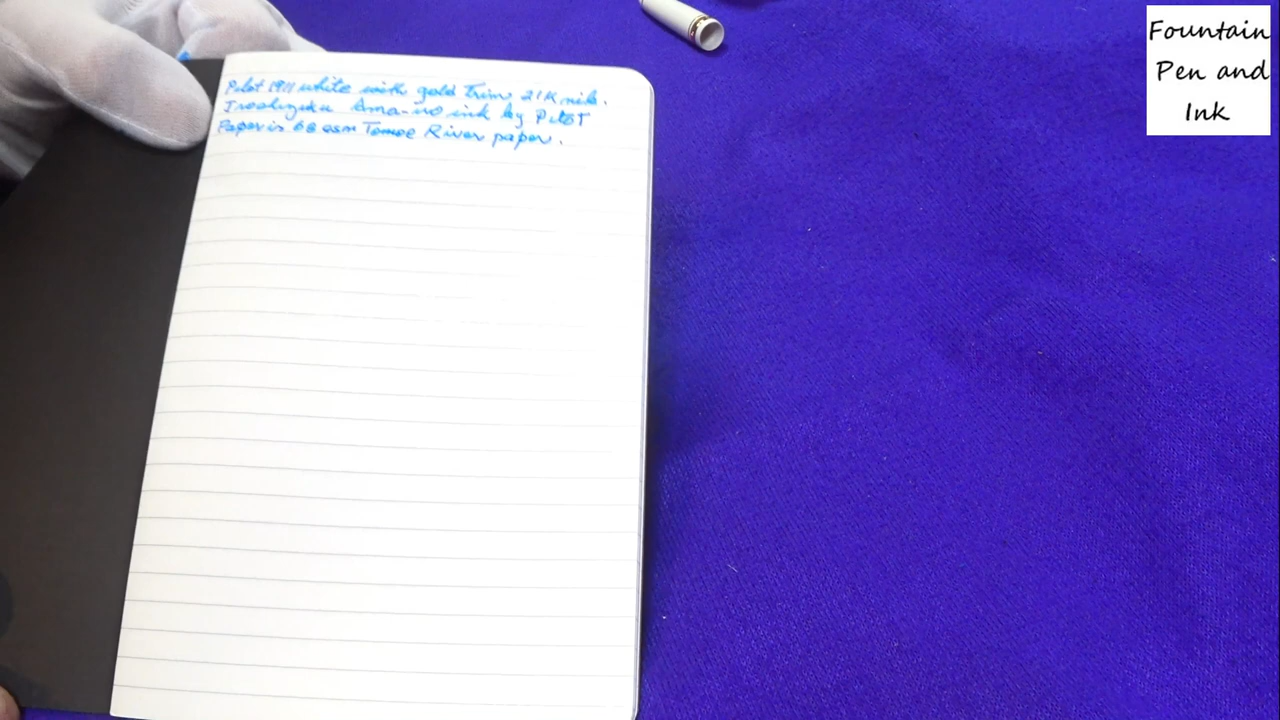 Pilot 1911 white with gold trim 21K nib.
Iroshizuku Ama-iro ink by Pilot
Paper is 68 gsm Tomoe River paper.
Fountain
Pen and
Ink